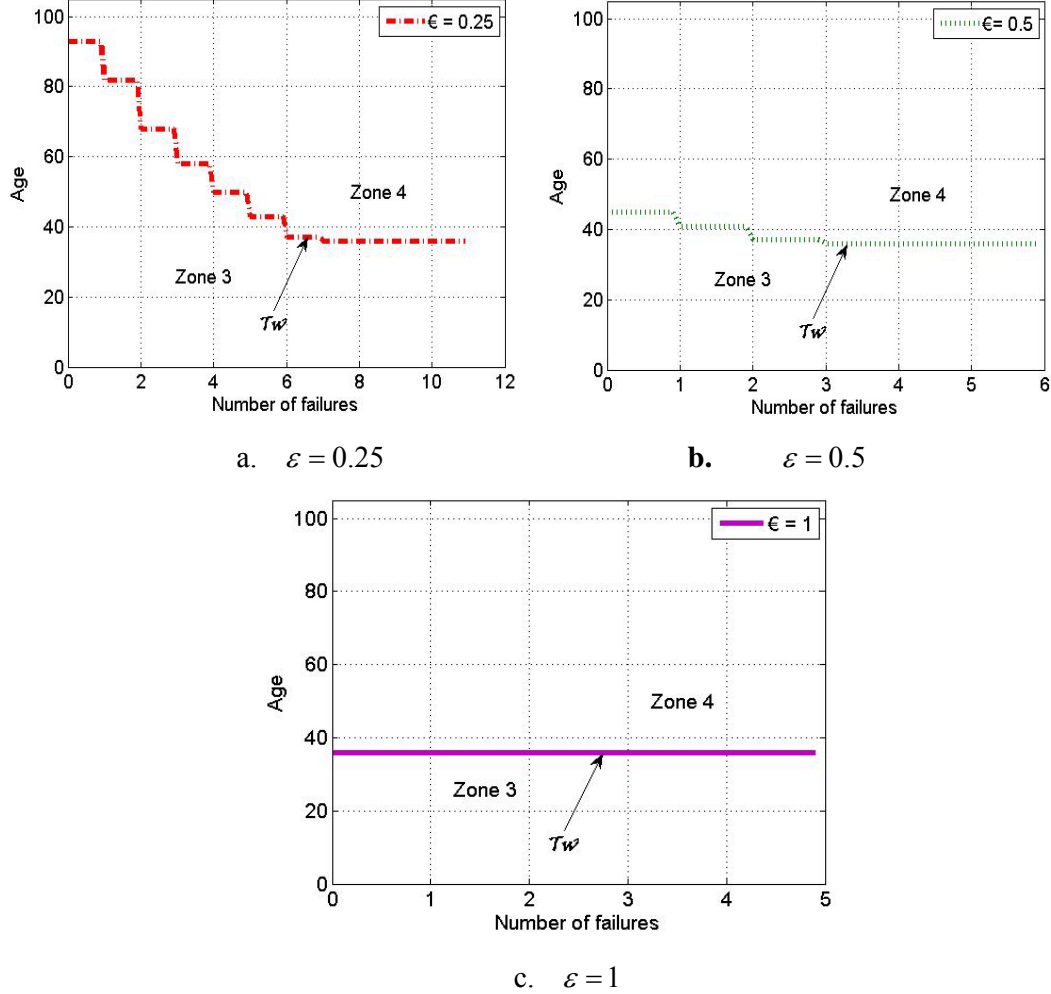 100
80
60
40
20
0
Age
€ = 0.25
Zone 4
Zone 3
Tw
0 2 4 6 8 10 12
Number of failures
a. ε = 0.25
100
80
60
40
20
0
Age
€= 0.5
Zone 4
Zone 3
Tw
0 1 2 3 4 5 6
Number of failures
b. ε = 0.5
100
80
60
40
20
0
Age
€ = 1
Zone 4
Zone 3
Tw
0 1 2 3 4 5
Number of failures
c. ε = 1